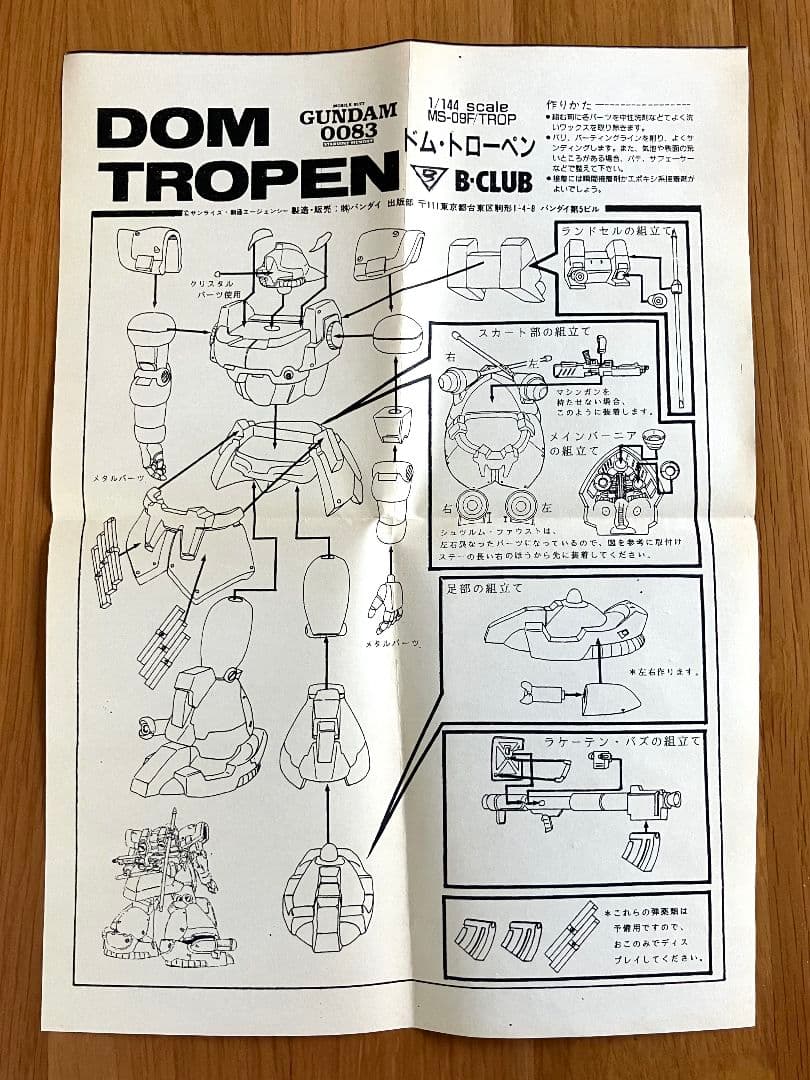 DOM
TROPEN
MOBILE SUIT
GUNDAM
0083
STARDUST MEMORY
1/144 scale
MS-09F/TROP
ドム・トローペン
B-CLUB
作りかた
●組む前に各パーツを中性洗剤などでよく洗
いワックスを取り除きます。
●バリ、パーティングラインを削り、よくサ
ンディングします。また、気泡や表面の荒
いところがある場合、パテ、サフェーサー
などで整えて下さい。
●接着には瞬間接着剤かエポキシ系接着剤が
よいでしょう。
©サンライズ・創通エージェンシー 製造・販売:㈱バンダイ 出版部 〒111東京都台東区駒形1-4-8 バンダイ第5ビル
クリスタル
パーツ使用
ランドセルの組立て
スカート部の組立て
右
左
マシンガンを
持たせない場合、
このように装着します。
メインバーニア
の組立て
右
左
シュツルム・ファウストは、
左右異なったパーツになっているので、図を参考に取付け
ステーの長い右のほうから先に装着してください。
メタルパーツ
メタルパーツ
足部の組立て
*左右作ります。
ラケーテン・バズの組立て
*これらの弾薬類は
予備用ですので、
おこのみでディス
プレイしてください。